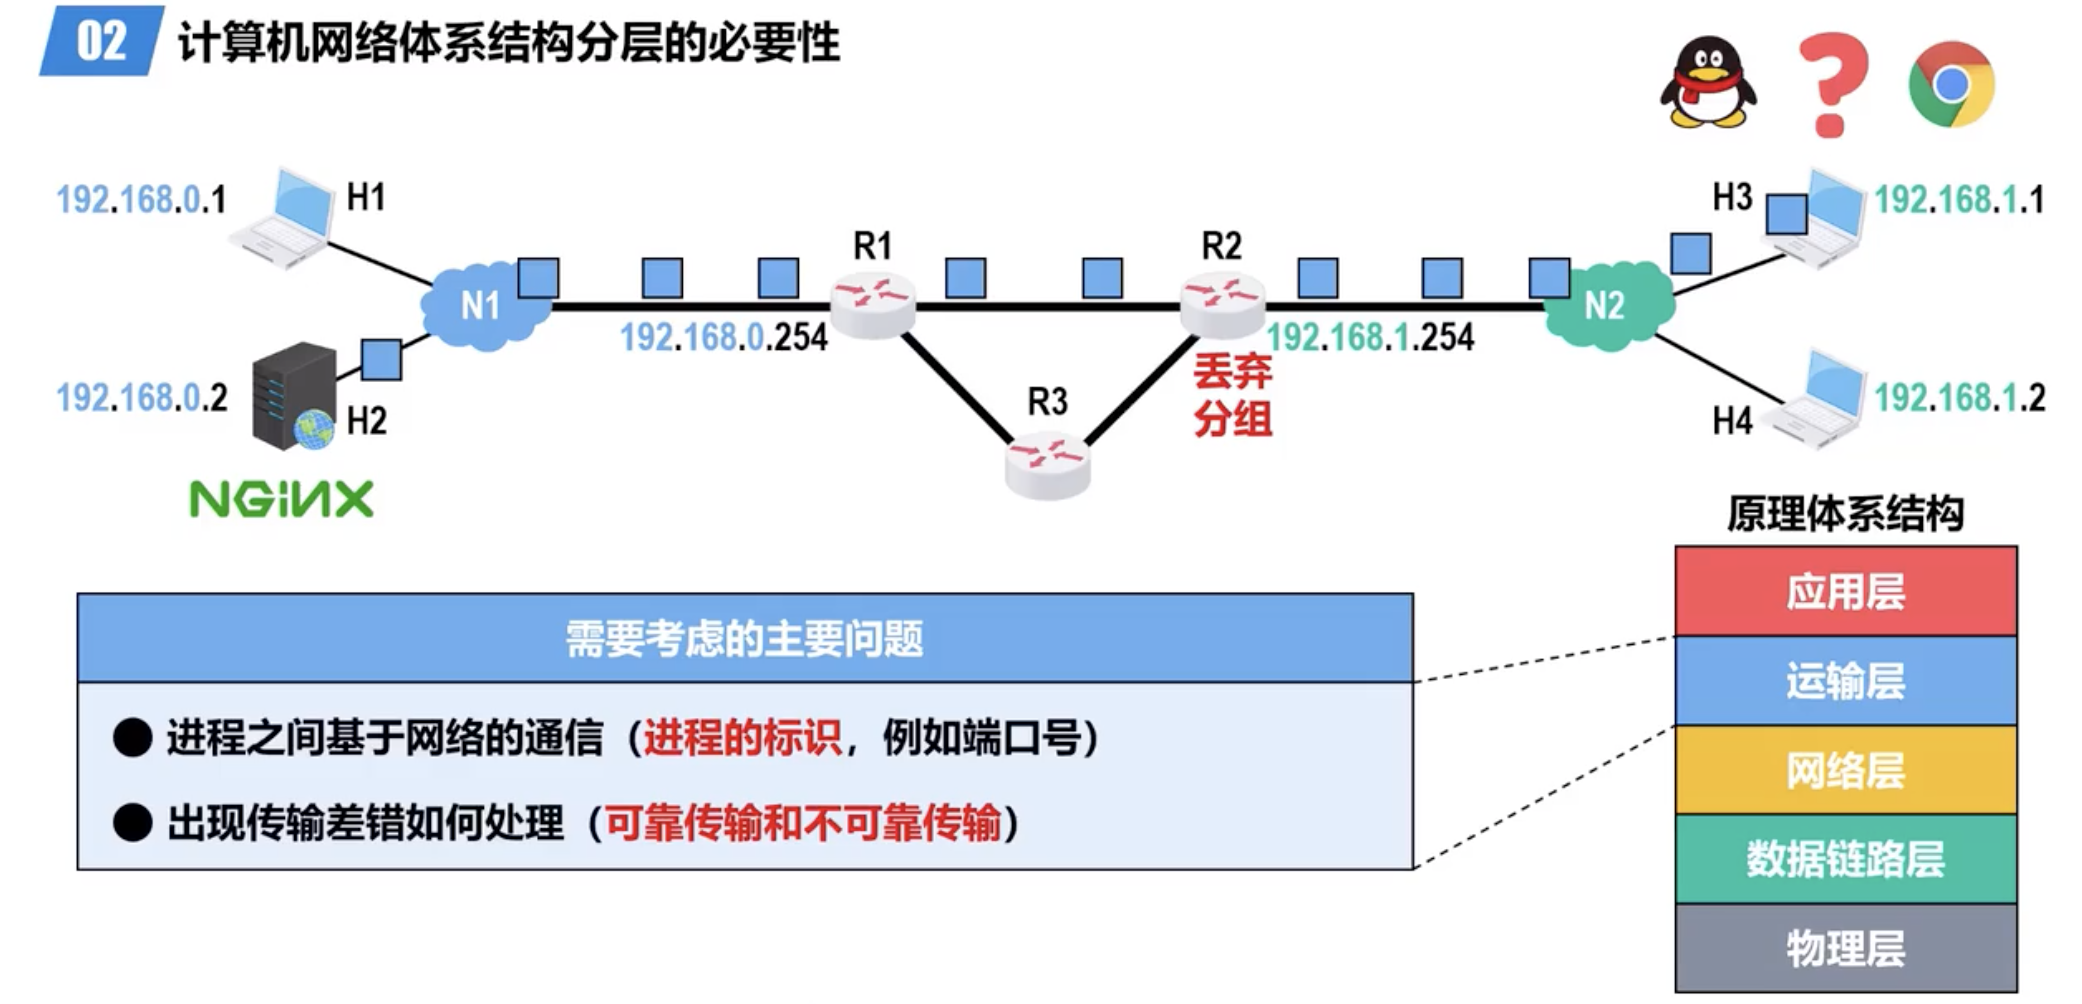 02 计算机网络体系结构分层的必要性
?
192.168.0.1
H1
H3
192.168.1.1
R1
R2
N1
N2
192.168.0.254
192.168.1.254
丢弃
分组
192.168.0.2
H2
R3
H4
192.168.1.2
NGiNX
原理体系结构
应用层
运输层
网络层
数据链路层
物理层
需要考虑的主要问题
● 进程之间基于网络的通信（进程的标识，例如端口号）
● 出现传输差错如何处理（可靠传输和不可靠传输）